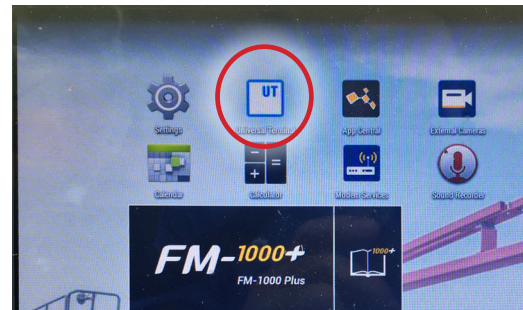 UT
Settings
Universal Terminal
App Central
External Cameras
Calendar
Calculator
Modem Services
Sound Recorder
FM-1000+
FM-1000 Plus
1000+